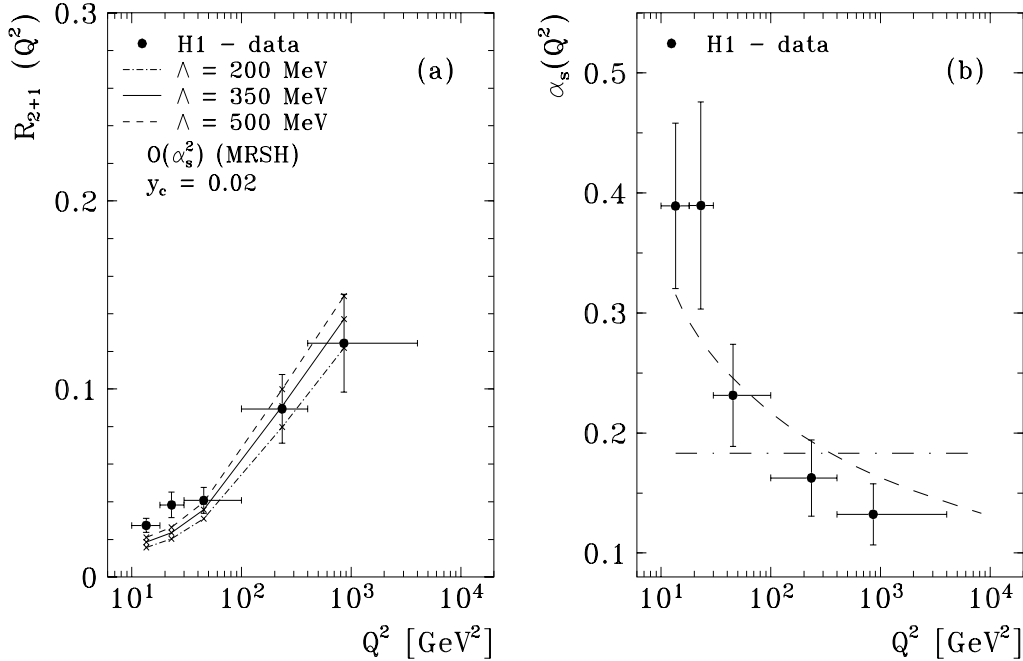 0.3
0.2
0.1
0
R₂₊₁ (Q²)
H1 - data
Λ = 200 MeV
Λ = 350 MeV
Λ = 500 MeV
O(αₛ²) (MRSH)
y_c = 0.02
(a)
10¹ 10² 10³ 10⁴
Q² [GeV²]
0.5
0.4
0.3
0.2
0.1
αₛ(Q²)
H1 - data
(b)
10¹ 10² 10³ 10⁴
Q² [GeV²]